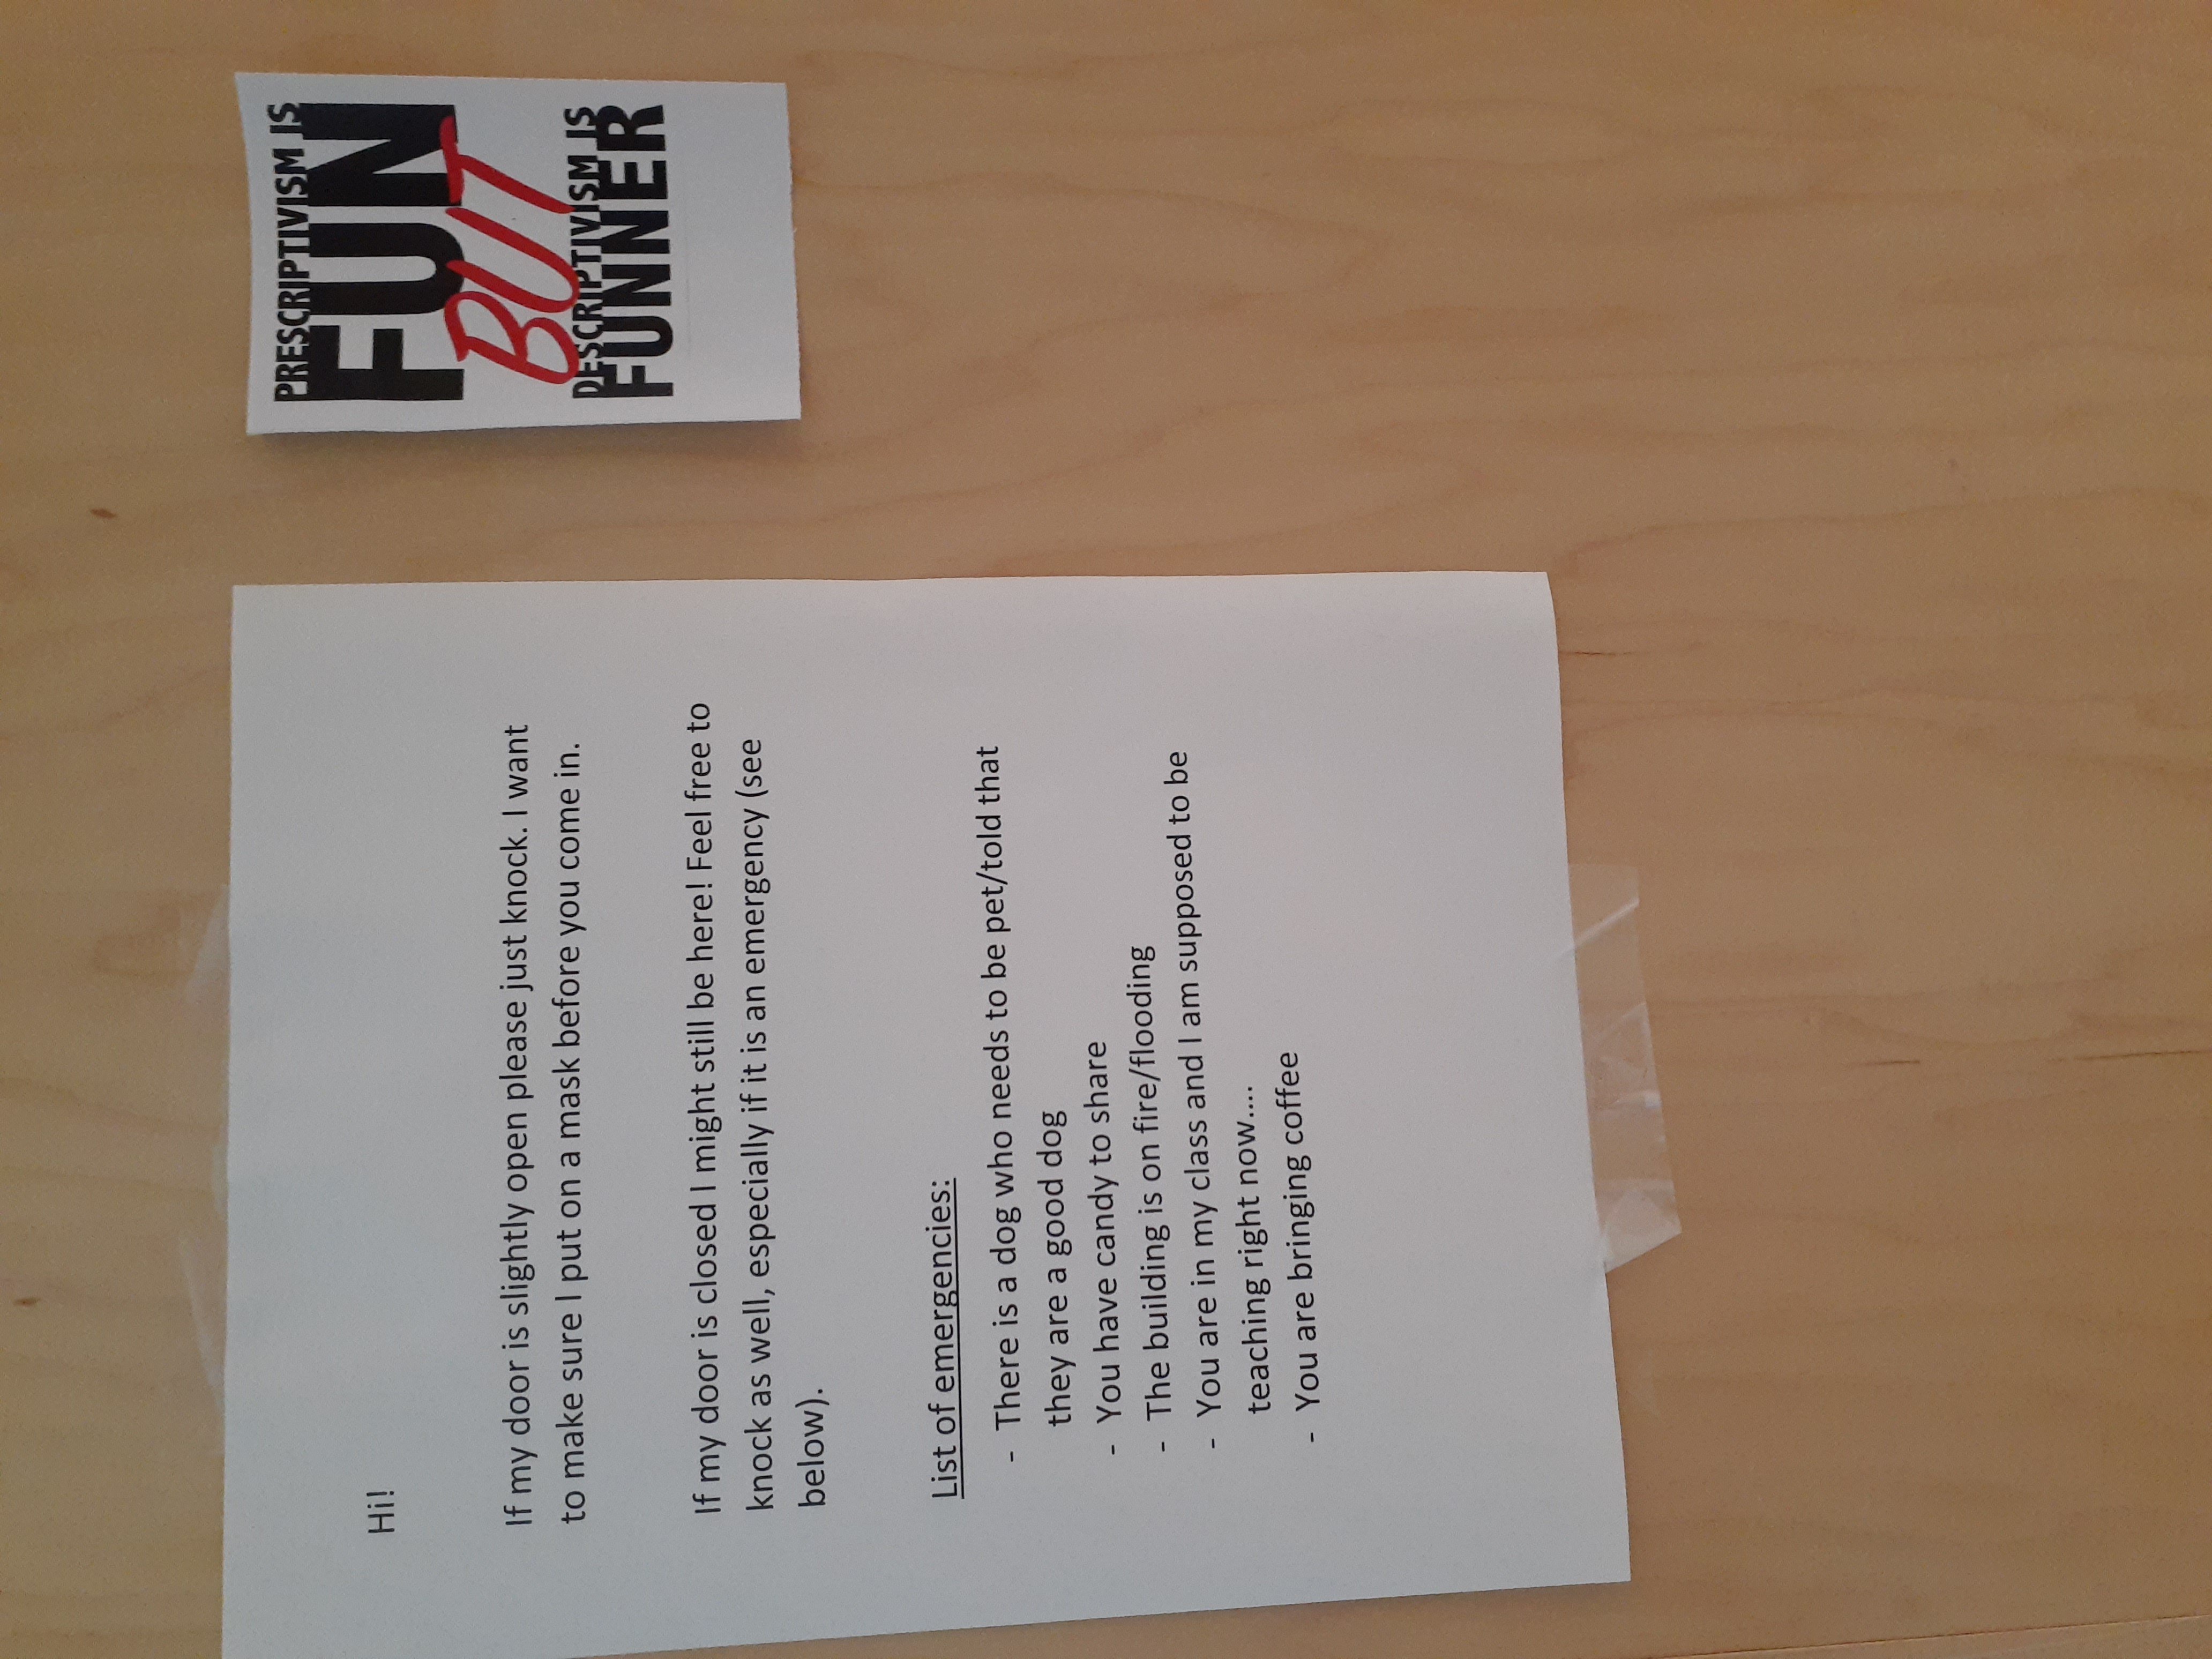 Hi!
If my door is slightly open please just knock. I want
to make sure I put on a mask before you come in.
If my door is closed I might still be here! Feel free to
knock as well, especially if it is an emergency (see
below).
List of emergencies:
- There is a dog who needs to be pet/told that
they are a good dog
- You have candy to share
- The building is on fire/flooding
- You are in my class and I am supposed to be
teaching right now....
- You are bringing coffee
PRESCRIPTIVISM IS
FUN
BUT
DESCRIPTIVISM IS
FUNNER